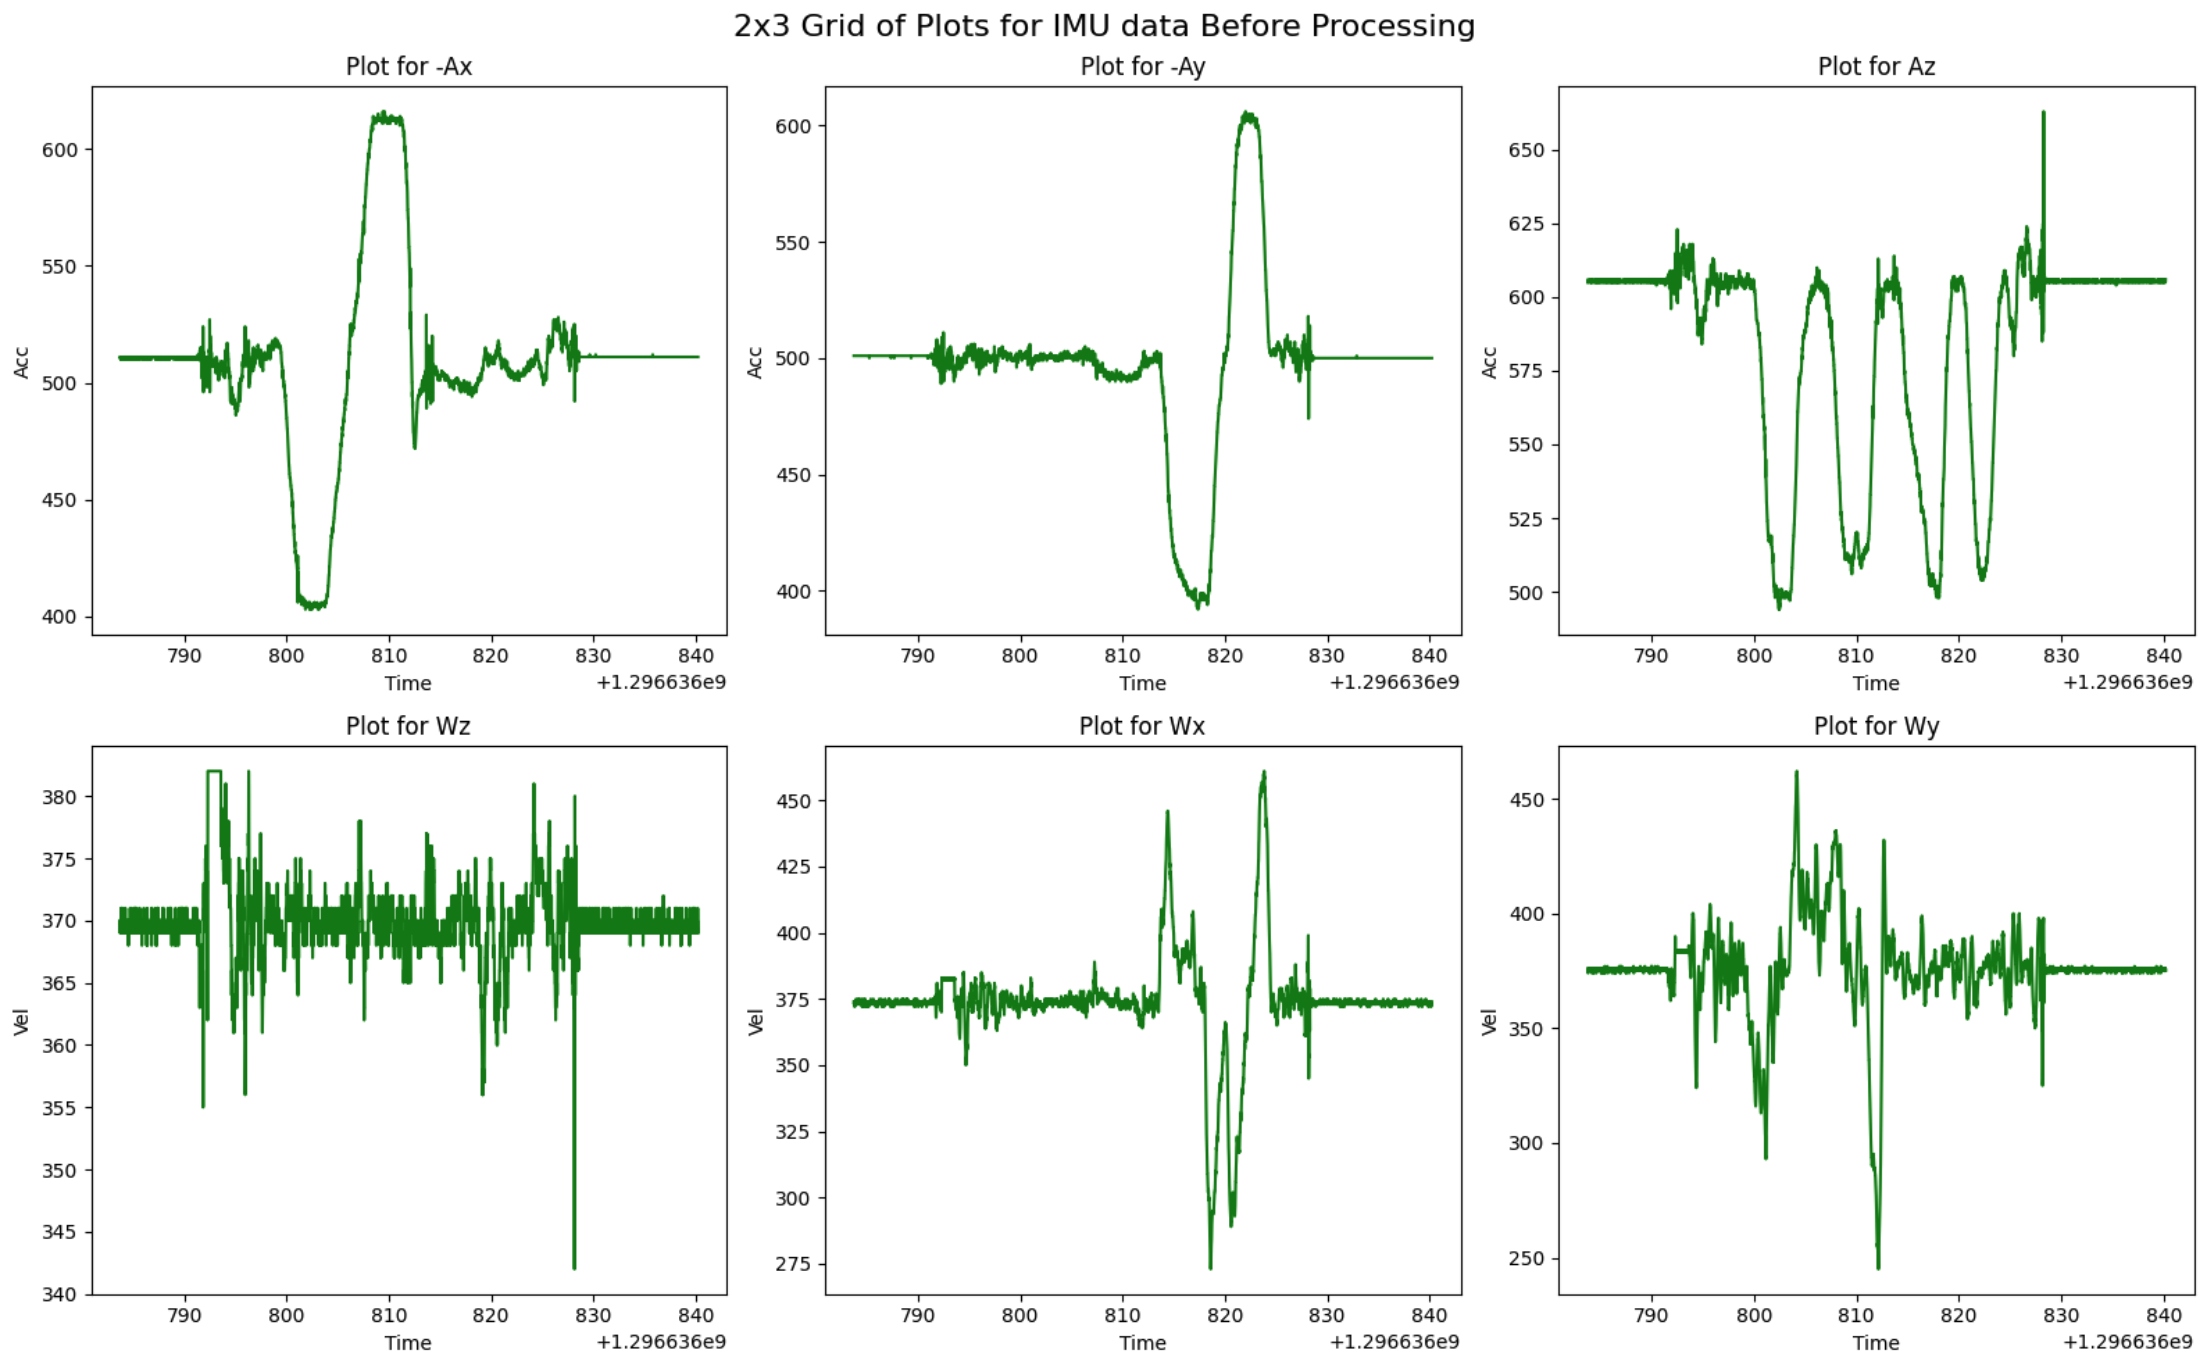 2x3 Grid of Plots for IMU data Before Processing
Plot for -Ax
Acc
600
550
500
450
400
790 800 810 820 830 840
Time
+1.296636e9
Plot for -Ay
Acc
600
550
500
450
400
790 800 810 820 830 840
Time
+1.296636e9
Plot for Az
Acc
650
625
600
575
550
525
500
790 800 810 820 830 840
Time
+1.296636e9
Plot for Wz
Vel
380
375
370
365
360
355
350
345
340
790 800 810 820 830 840
Time
+1.296636e9
Plot for Wx
Vel
450
425
400
375
350
325
300
275
790 800 810 820 830 840
Time
+1.296636e9
Plot for Wy
Vel
450
400
350
300
250
790 800 810 820 830 840
Time
+1.296636e9